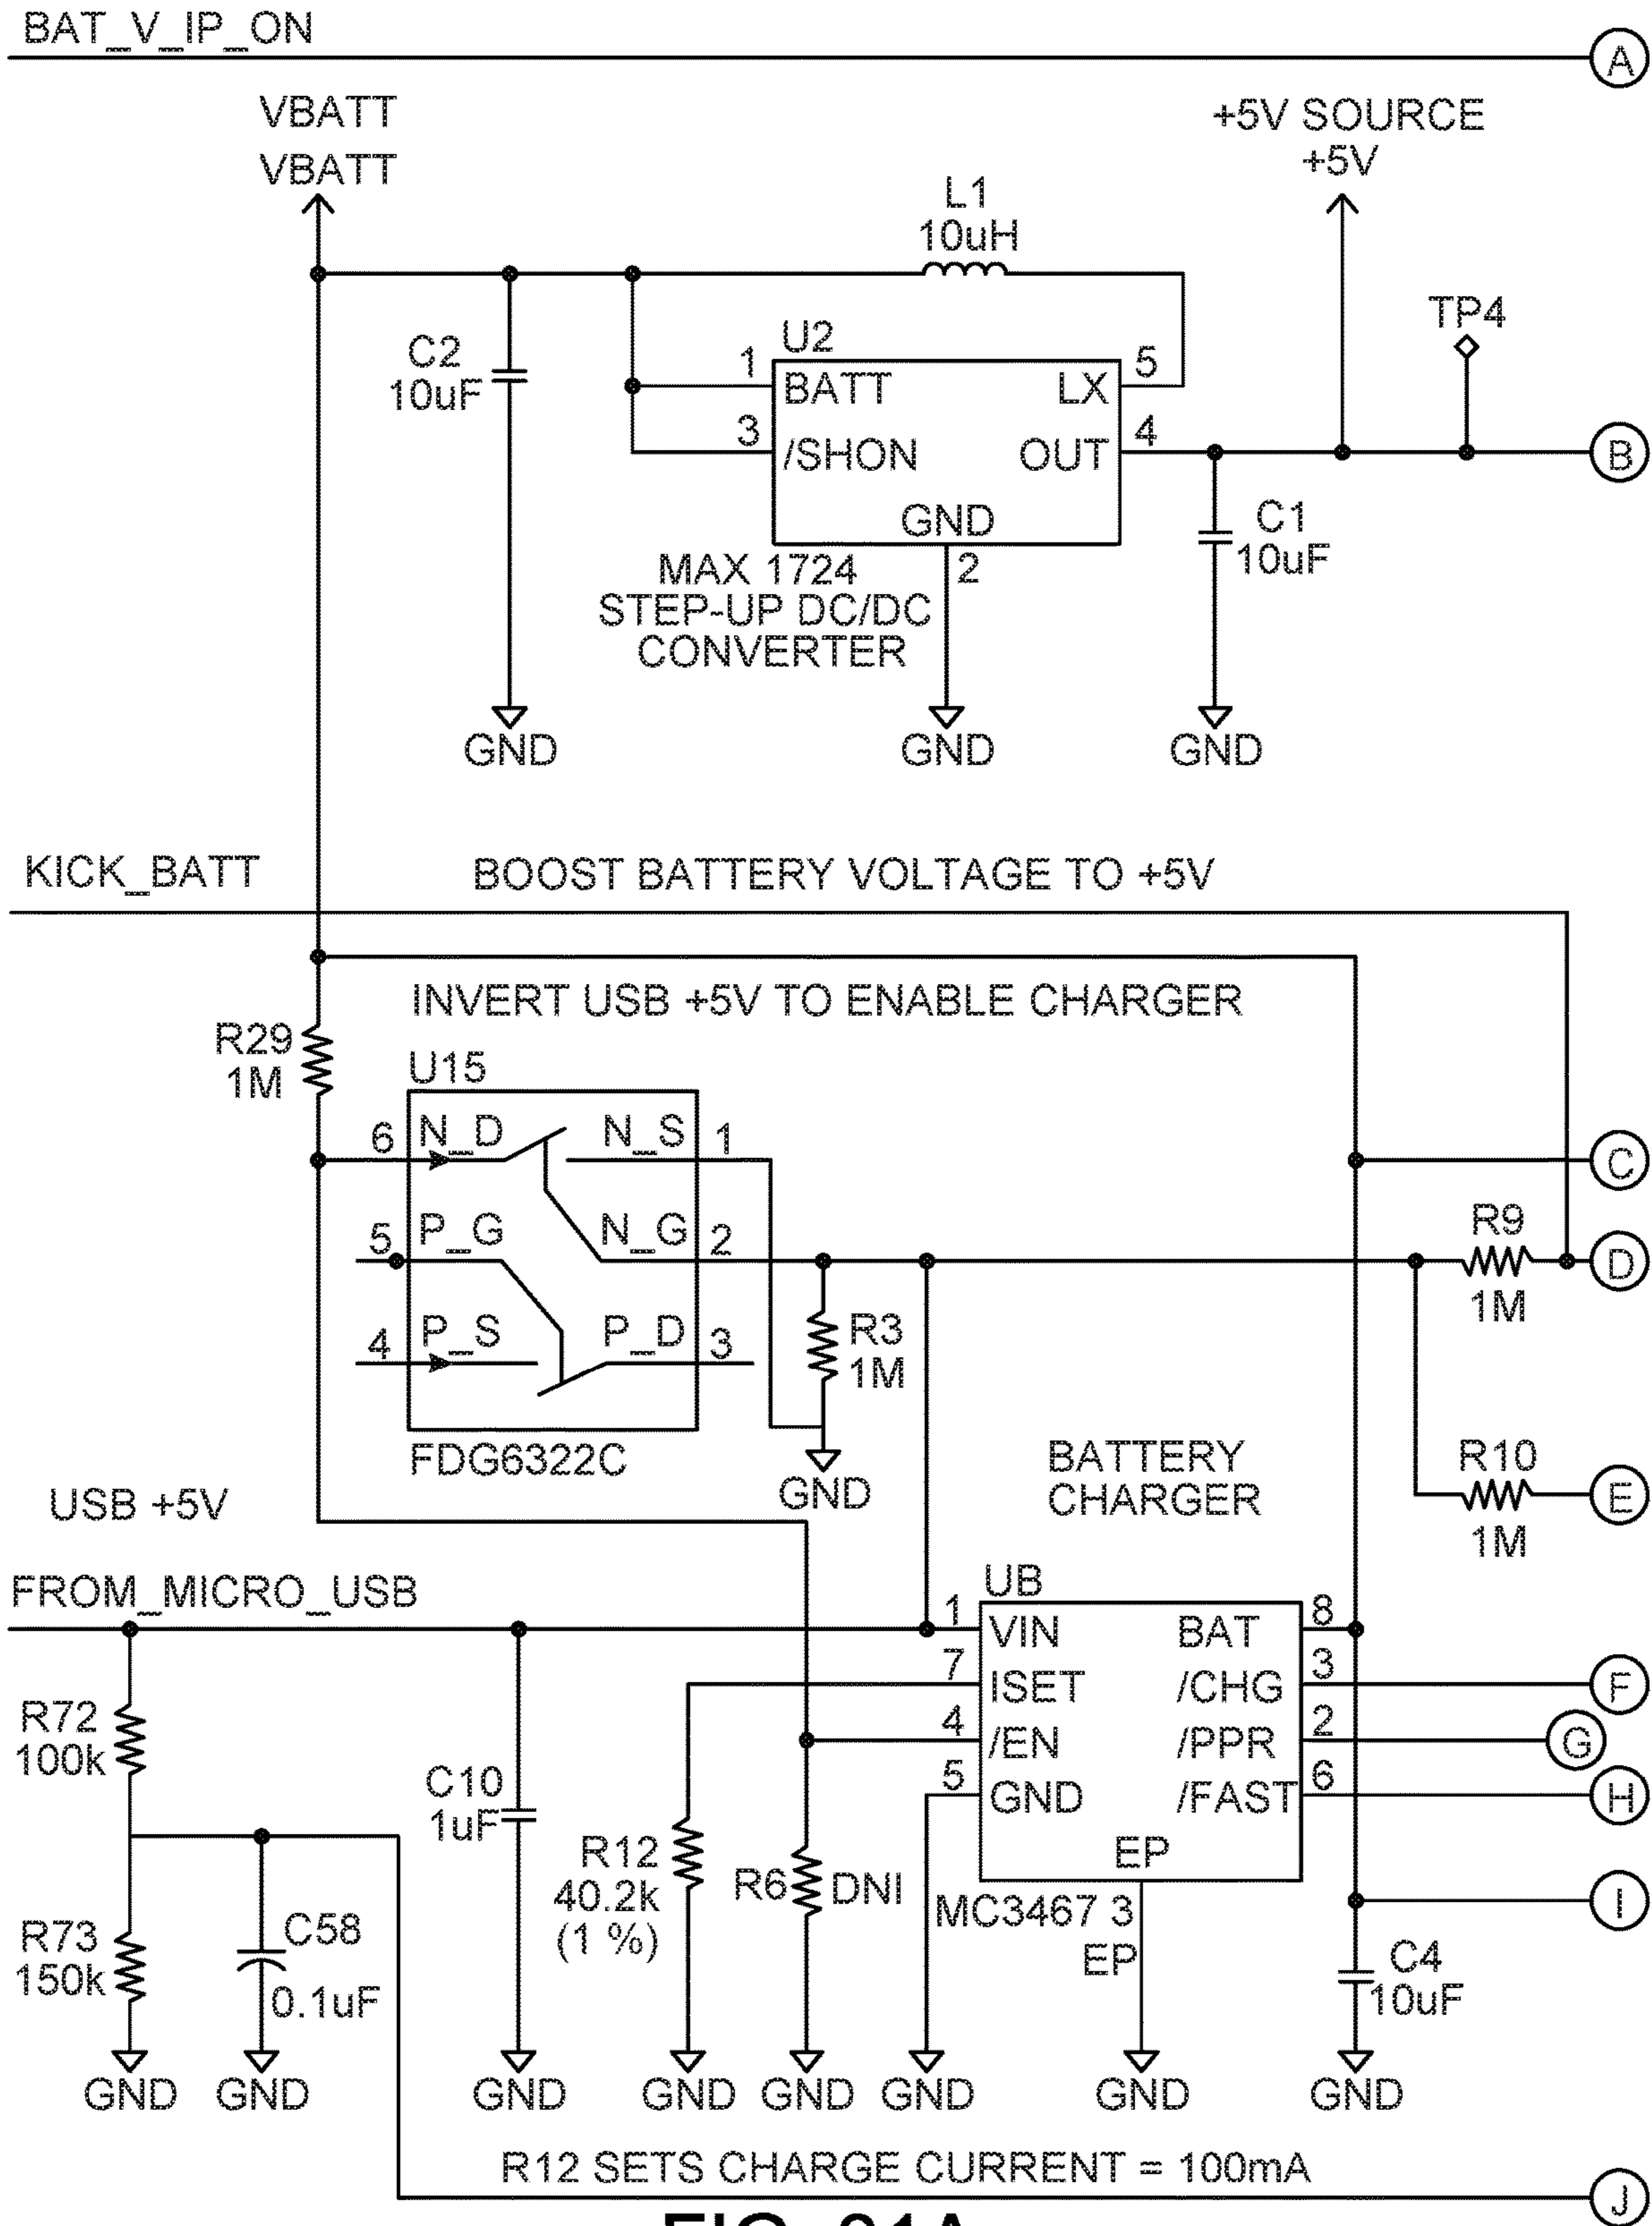 BAT_V_IP_ON
A
VBATT
VBATT
+5V SOURCE
+5V
L1
10uH
TP4
C2
10uF
U2
1
BATT
LX
5
3
/SHON
OUT
4
B
GND
2
C1
10uF
MAX 1724
STEP-UP DC/DC
CONVERTER
GND
GND
GND
KICK_BATT
BOOST BATTERY VOLTAGE TO +5V
INVERT USB +5V TO ENABLE CHARGER
R29
1M
U15
6
N_D
N_S
1
C
5
P_G
N_G
2
R9
1M
D
4
P_S
P_D
3
R3
1M
FDG6322C
GND
BATTERY
CHARGER
R10
1M
E
USB +5V
FROM_MICRO_USB
UB
1
VIN
BAT
8
7
ISET
/CHG
3
F
4
/EN
/PPR
2
G
5
GND
/FAST
6
H
EP
R72
100k
C10
1uF
R12
40.2k
(1 %)
R6
DNI
MC3467 3
EP
I
R73
150k
C58
0.1uF
C4
10uF
GND
GND
GND
GND
GND
GND
GND
GND
R12 SETS CHARGE CURRENT = 100mA
J